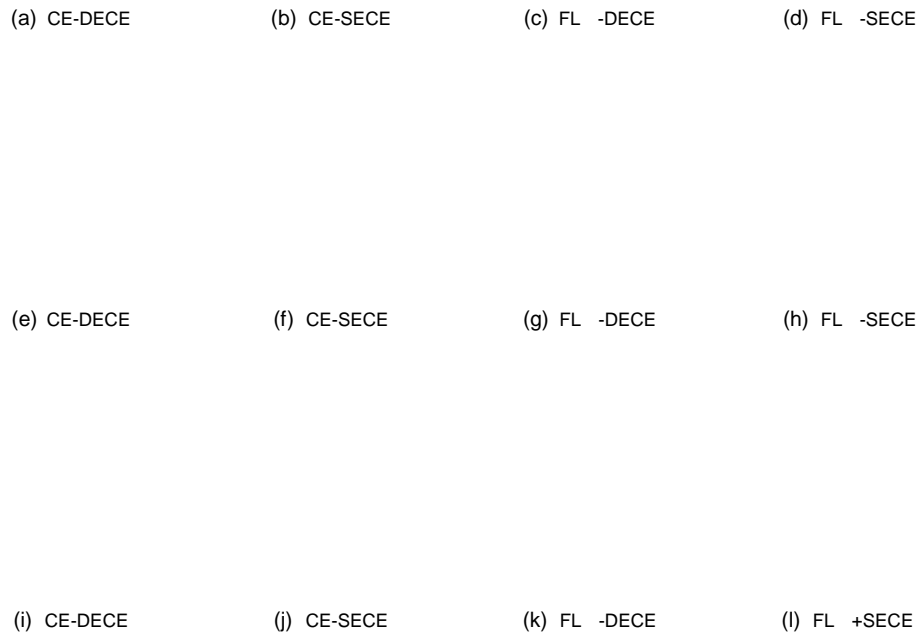 (a) CE-DECE (b) CE-SECE (c) FL -DECE (d) FL -SECE
(e) CE-DECE (f) CE-SECE (g) FL -DECE (h) FL -SECE
(i) CE-DECE (j) CE-SECE (k) FL -DECE (l) FL +SECE